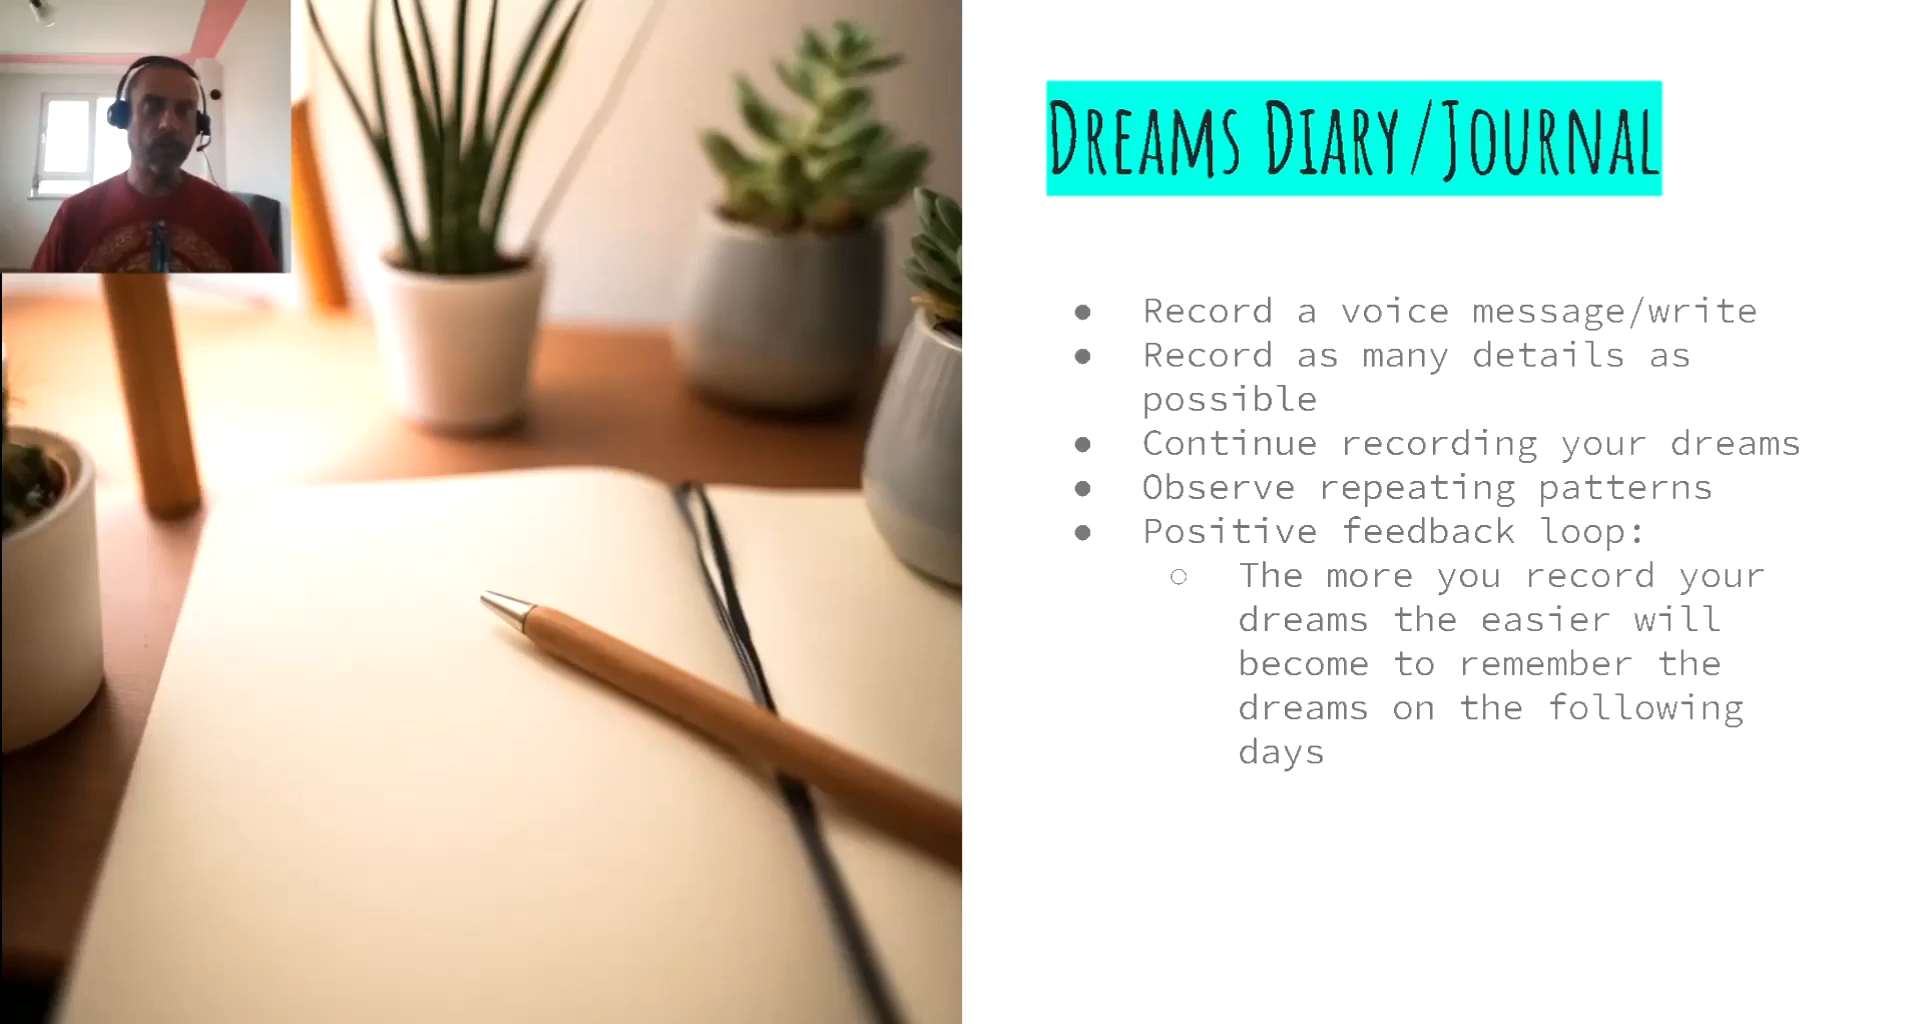 Dreams Diary/Journal
Record a voice message/write
Record as many details as
possible
Continue recording your dreams
Observe repeating patterns
Positive feedback loop:
The more you record your
dreams the easier will
become to remember the
dreams on the following
days